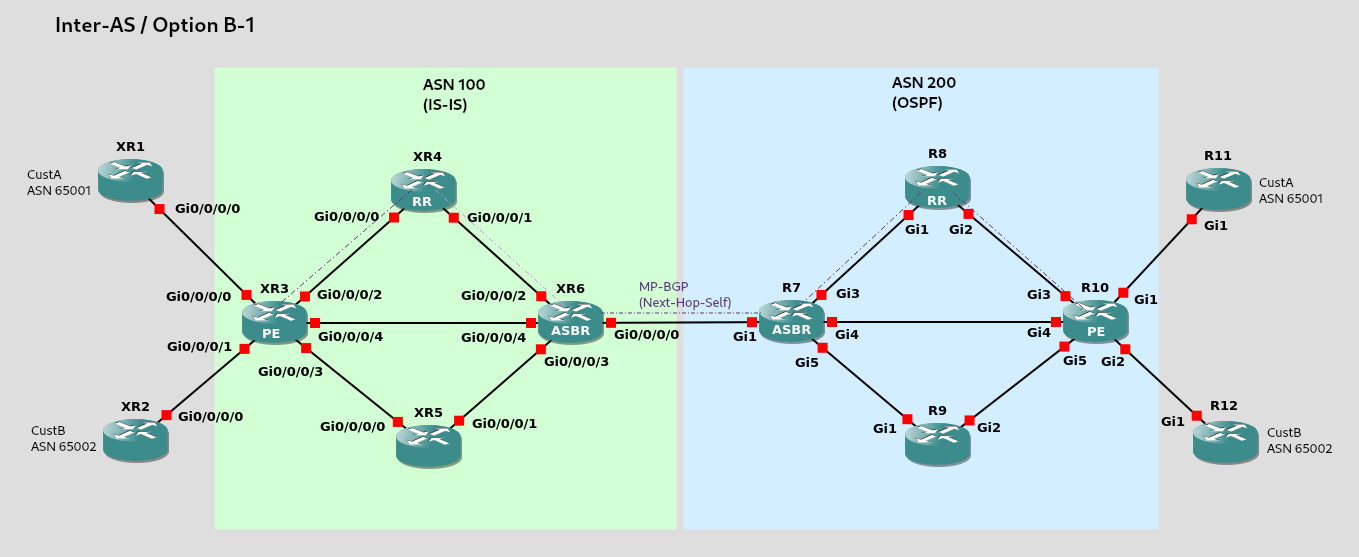 Inter-AS / Option B-1
ASN 100
(IS-IS)
ASN 200
(OSPF)
XR1
CustA
ASN 65001
Gi0/0/0/0
XR4
RR
Gi0/0/0/0
Gi0/0/0/1
R8
RR
Gi1
Gi2
R11
CustA
ASN 65001
Gi1
Gi0/0/0/0
XR3
PE
Gi0/0/0/2
Gi0/0/0/4
Gi0/0/0/1
Gi0/0/0/3
Gi0/0/0/2
XR6
ASBR
Gi0/0/0/4
Gi0/0/0/0
Gi0/0/0/3
MP-BGP
(Next-Hop-Self)
Gi1
R7
ASBR
Gi3
Gi4
Gi5
Gi3
R10
PE
Gi1
Gi4
Gi5
Gi2
XR2
CustB
ASN 65002
Gi0/0/0/0
XR5
Gi0/0/0/0
Gi0/0/0/1
R9
Gi1
Gi2
R12
Gi1
CustB
ASN 65002